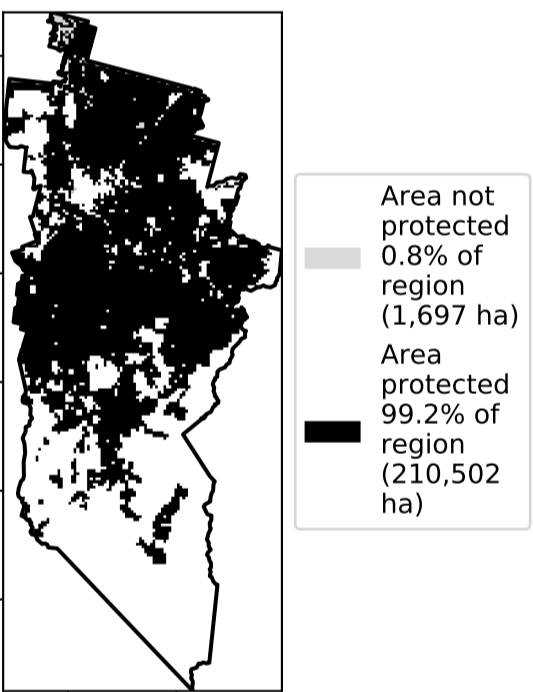 Area not
protected
0.8% of
region
(1,697 ha)
Area
protected
99.2% of
region
(210,502
ha)